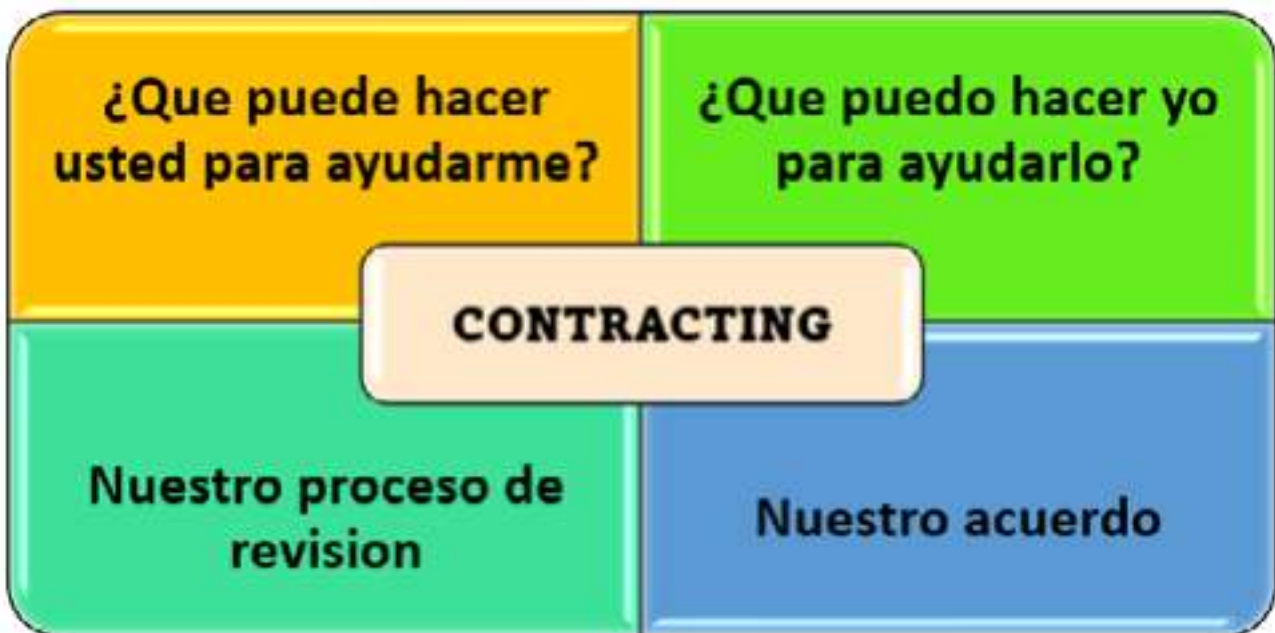 ¿Que puede hacer
usted para ayudarme?
¿Que puedo hacer yo
para ayudarlo?
CONTRACTING
Nuestro proceso de
revision
Nuestro acuerdo